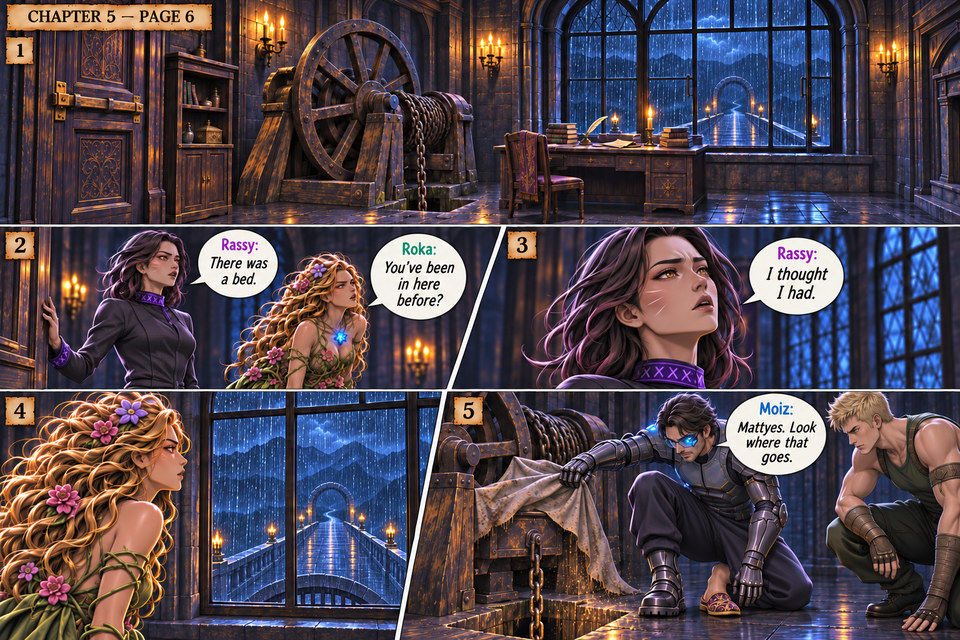 CHAPTER 5 — PAGE 6
1
2
Rassy:
There was
a bed.
Roka:
You've been
in here
before?
3
Rassy:
I thought
I had.
4
5
Moiz:
Mattyes. Look
where that
goes.